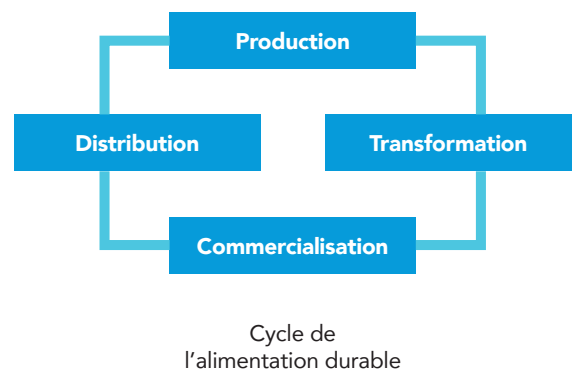 Production
Distribution
Transformation
Commercialisation
Cycle de
l’alimentation durable